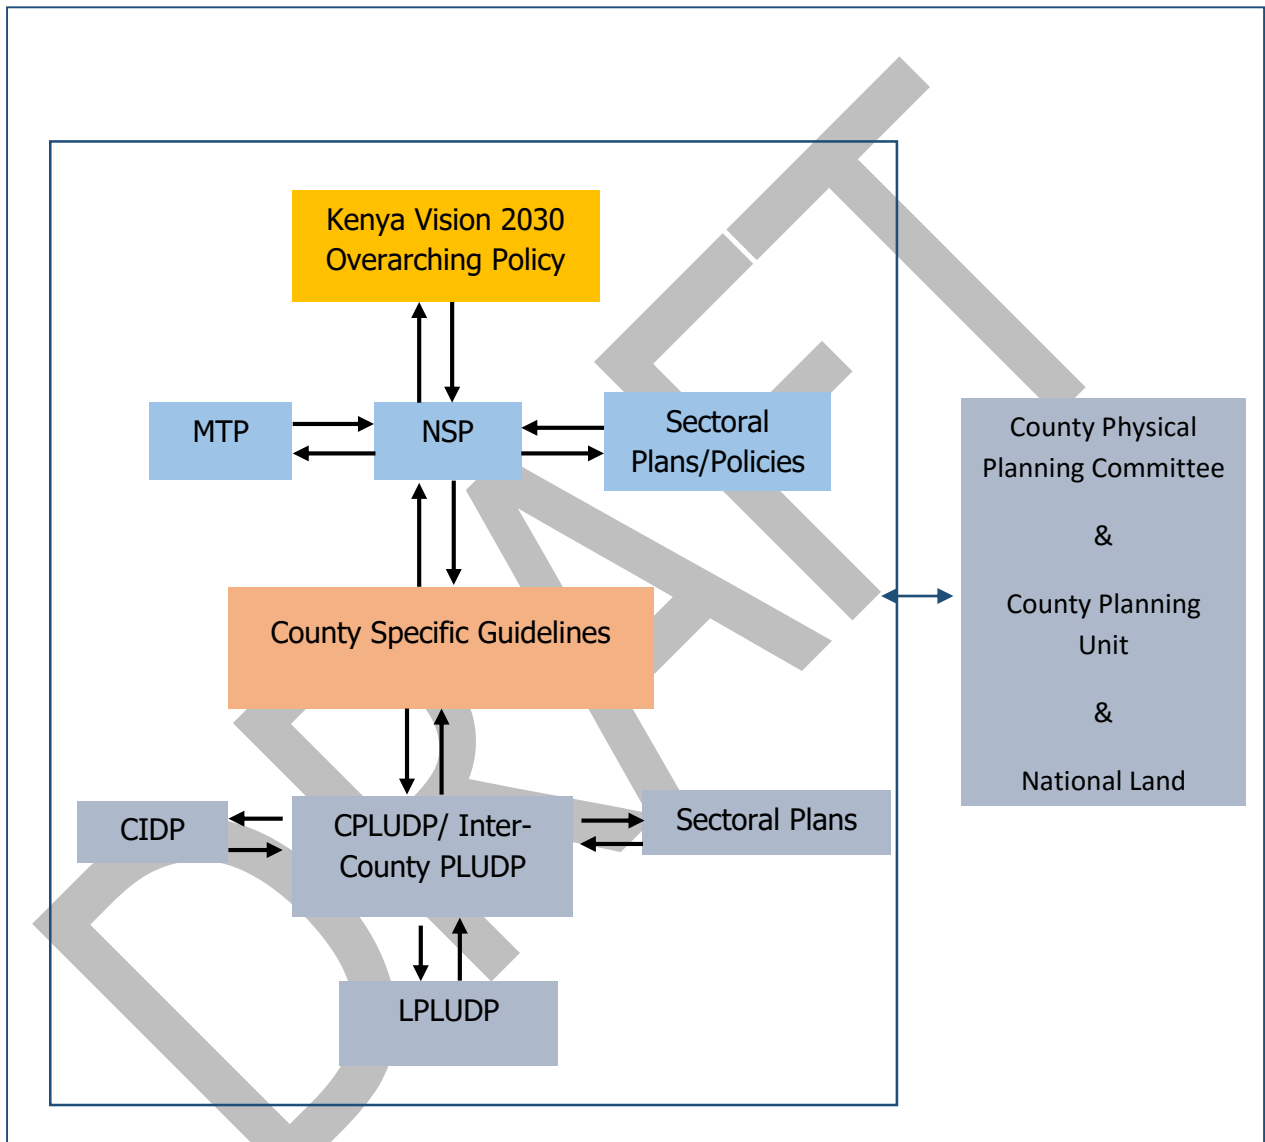 Kenya Vision 2030
Overarching Policy
MTP
NSP
Sectoral
Plans/Policies
County Specific Guidelines
CIDP
CPLUDP/ Inter-
County PLUDP
Sectoral Plans
LPLUDP
County Physical
Planning Committee
&
County Planning
Unit
&
National Land
DRAFT